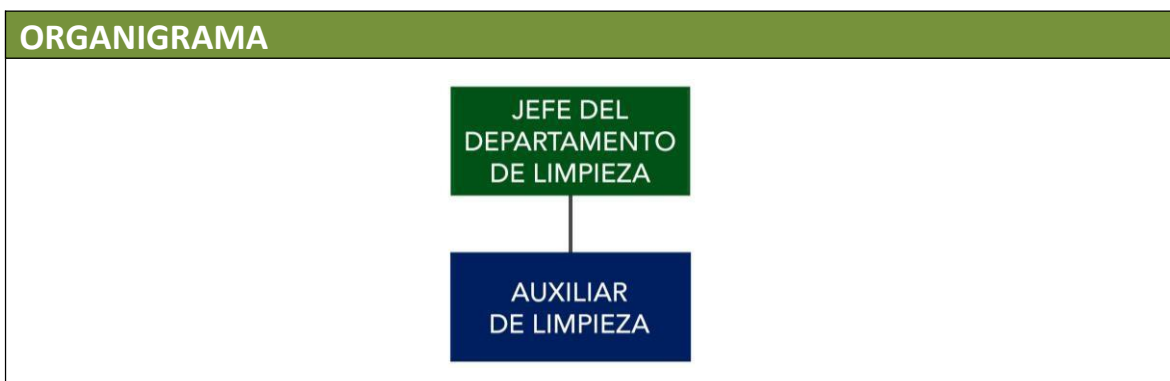 ORGANIGRAMA
JEFE DEL
DEPARTAMENTO
DE LIMPIEZA
AUXILIAR
DE LIMPIEZA